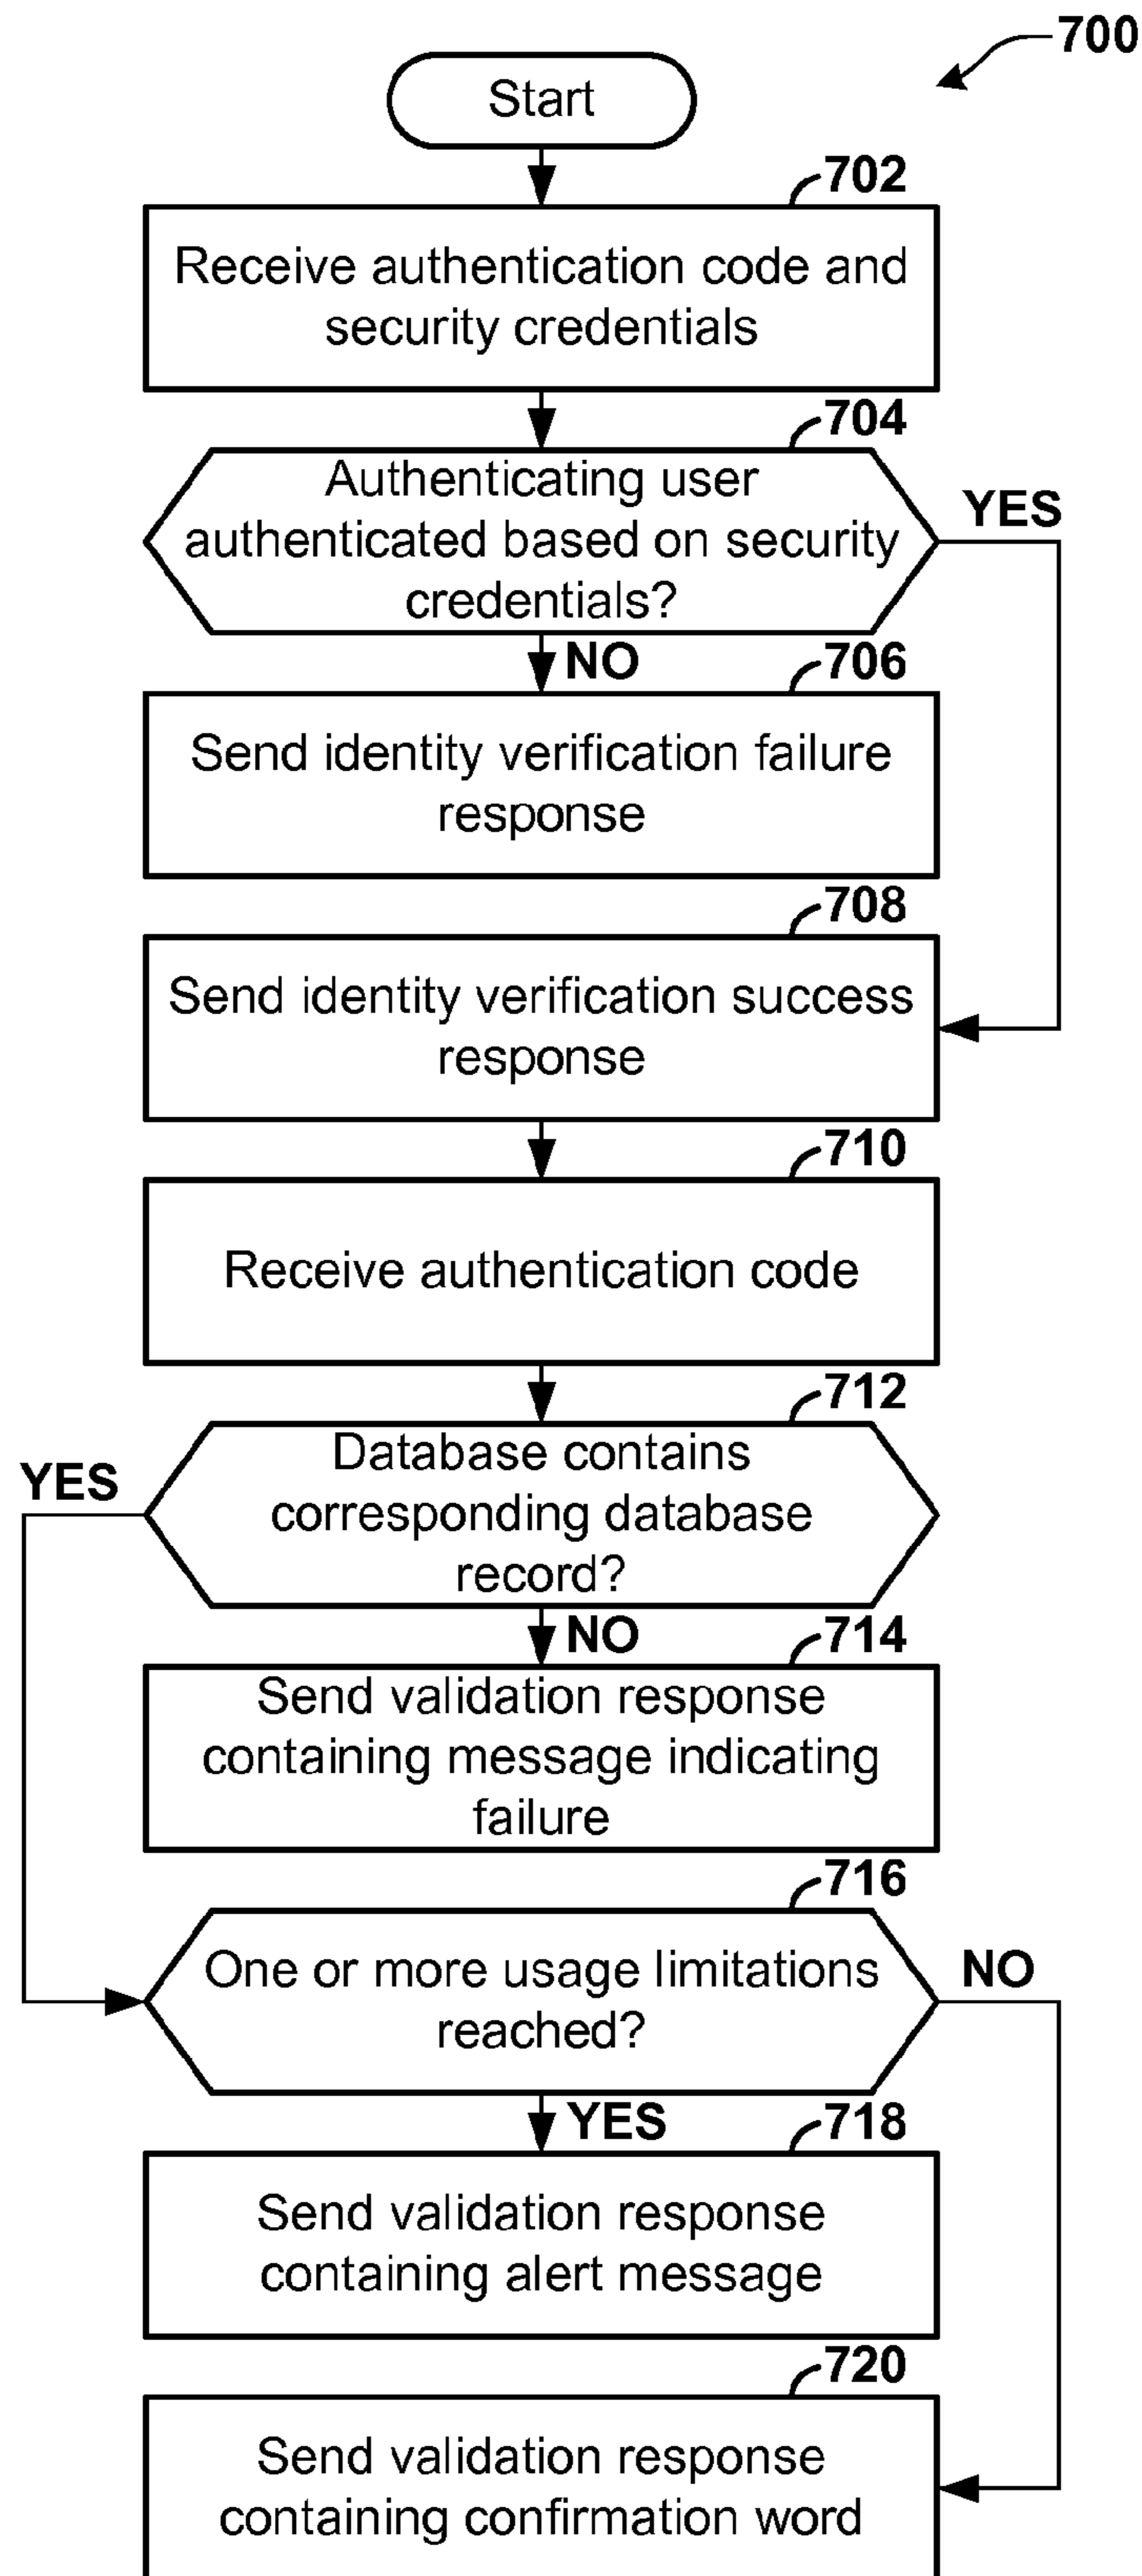 700
Start
702
Receive authentication code and
security credentials
704
Authenticating user
authenticated based on security
credentials?
YES
NO
706
Send identity verification failure
response
708
Send identity verification success
response
710
Receive authentication code
712
Database contains
corresponding database
record?
YES
NO
714
Send validation response
containing message indicating
failure
716
One or more usage limitations
reached?
NO
YES
718
Send validation response
containing alert message
720
Send validation response
containing confirmation word